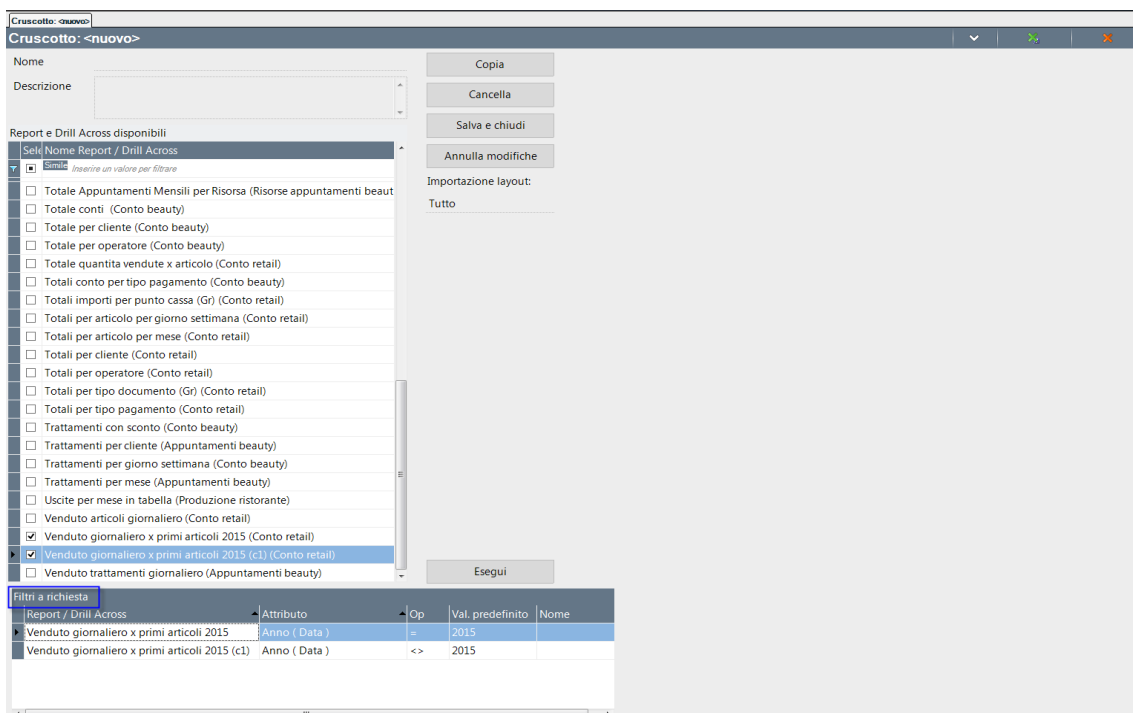 Cruscotto: <nuovo>
Cruscotto: <nuovo>
Nome
Descrizione
Copia
Cancella
Salva e chiudi
Annulla modifiche
Importazione layout:
Tutto
Report e Drill Across disponibili
Sele Nome Report / Drill Across
Simile Inserire un valore per filtrare
Totale Appuntamenti Mensili per Risorsa (Risorse appuntamenti beaut
Totale conti (Conto beauty)
Totale per cliente (Conto beauty)
Totale per operatore (Conto beauty)
Totale quantita vendute x articolo (Conto retail)
Totali conto per tipo pagamento (Conto beauty)
Totali importi per punto cassa (Gr) (Conto retail)
Totali per articolo per giorno settimana (Conto retail)
Totali per articolo per mese (Conto retail)
Totali per cliente (Conto retail)
Totali per operatore (Conto retail)
Totali per tipo documento (Gr) (Conto retail)
Totali per tipo pagamento (Conto retail)
Trattamenti con sconto (Conto beauty)
Trattamenti per cliente (Appuntamenti beauty)
Trattamenti per giorno settimana (Conto beauty)
Trattamenti per mese (Appuntamenti beauty)
Uscite per mese in tabella (Produzione ristorante)
Venduto articoli giornaliero (Conto retail)
Venduto giornaliero x primi articoli 2015 (Conto retail)
Venduto giornaliero x primi articoli 2015 (c1) (Conto retail)
Venduto trattamenti giornaliero (Appuntamenti beauty)
Esegui
Filtri a richiesta
Report / Drill Across Attributo Op Val. predefinito Nome
Venduto giornaliero x primi articoli 2015 Anno ( Data ) = 2015
Venduto giornaliero x primi articoli 2015 (c1) Anno ( Data ) <> 2015